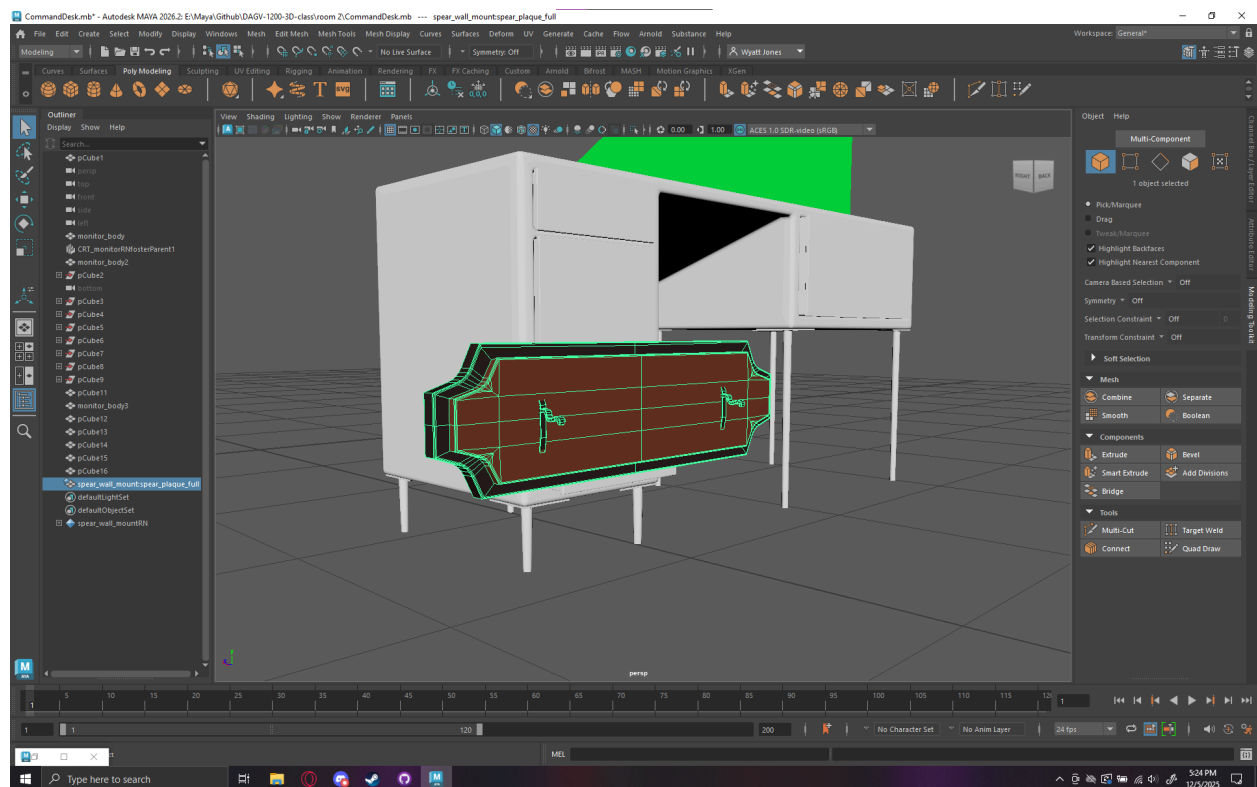 CommandDesk.mb* - Autodesk MAYA 2026.2: E:\Maya\Github\DAGV-1200-3D-class\room 2\CommandDesk.mb --- spear_wall_mount:spear_plaque_full
File Edit Create Select Modify Display Windows Mesh Edit Mesh Mesh Tools Mesh Display Curves Surfaces Deform UV Generate Cache Flow Arnold Substance Help
Workspace: General*
Modeling
No Live Surface
Symmetry: Off
Wyatt Jones
Curves Surfaces Poly Modeling Sculpting UV Editing Rigging Animation Rendering FX FX Caching Custom Arnold Bifrost MASH Motion Graphics XGen
SVG
0,0,0
Outliner
Display Show Help
Search...
pCube1
persp
top
front
side
left
monitor_body
CRT_monitorRNfosterParent1
monitor_body2
pCube2
bottom
pCube3
pCube4
pCube5
pCube6
pCube7
pCube8
pCube9
pCube11
monitor_body3
pCube12
pCube13
pCube14
pCube15
pCube16
spear_wall_mount:spear_plaque_full
defaultLightSet
defaultObjectSet
spear_wall_mountRN
View Shading Lighting Show Renderer Panels
0.00
1.00
ACES 1.0 SDR-video (sRGB)
RIGHT
BACK
persp
Object Help
Multi-Component
1 object selected
Pick/Marquee
Drag
Tweak/Marquee
Highlight Backfaces
Highlight Nearest Component
Camera Based Selection Off
Symmetry Off
Selection Constraint Off 0
Transform Constraint Off
Soft Selection
Mesh
Combine Separate
Smooth Boolean
Components
Extrude Bevel
Smart Extrude Add Divisions
Bridge
Tools
Multi-Cut Target Weld
Connect Quad Draw
Channel Box / Layer Editor
Attribute Editor
Modeling Toolkit
1 5 10 15 20 25 30 35 40 45 50 55 60 65 70 75 80 85 90 95 100 105 110 115 120
1
1
1
120
200
No Character Set
No Anim Layer
24 fps
MEL
Type here to search
5:24 PM
12/5/2025